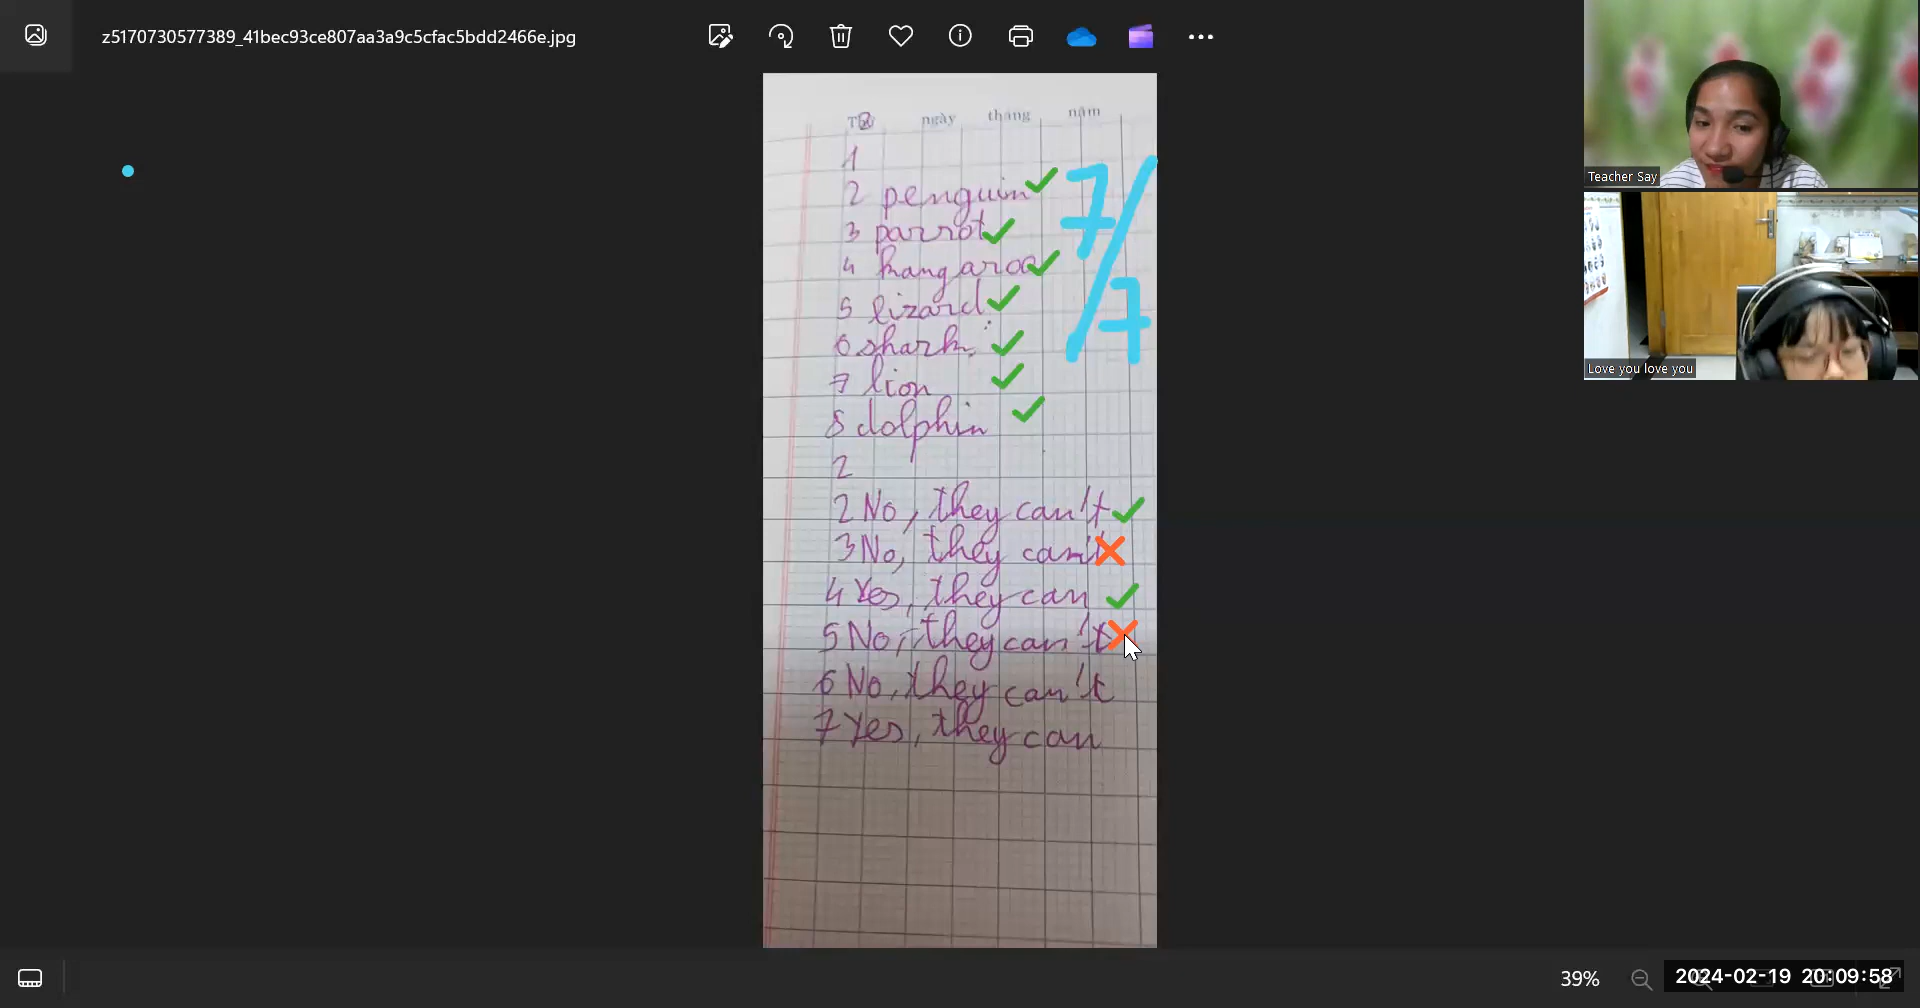 z5170730577389_41bec93ce807aa3a9c5cfac5bdd2466e.jpg
Thứ ngày tháng năm
1
2 penguin
3 parrot
4 kangaroo
5 lizard
6 shark
7 lion
8 dolphin
7/7
2
2 No, they can't
3 No, they can't
4 Yes, they can
5 No, they can't
6 No, they can't
7 Yes, they can
Teacher Say
Love you love you
39%
2024-02-19 20:09:58